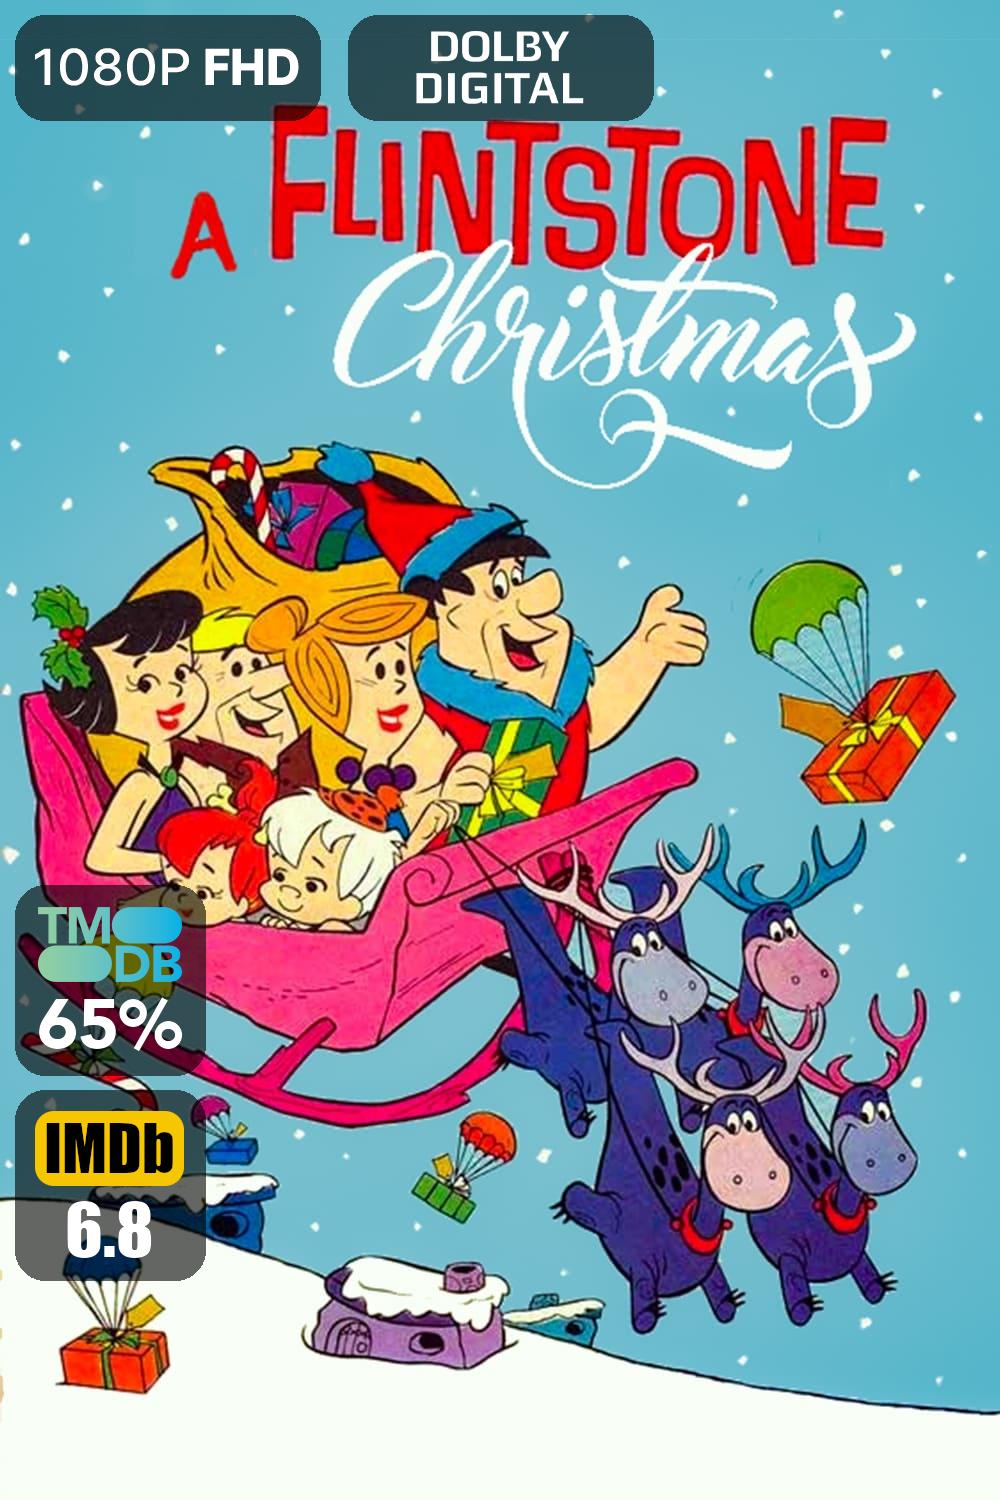 1080P FHD
DOLBY
DIGITAL
A FLINTSTONE
Christmas
TM
DB
65%
IMDb
6.8